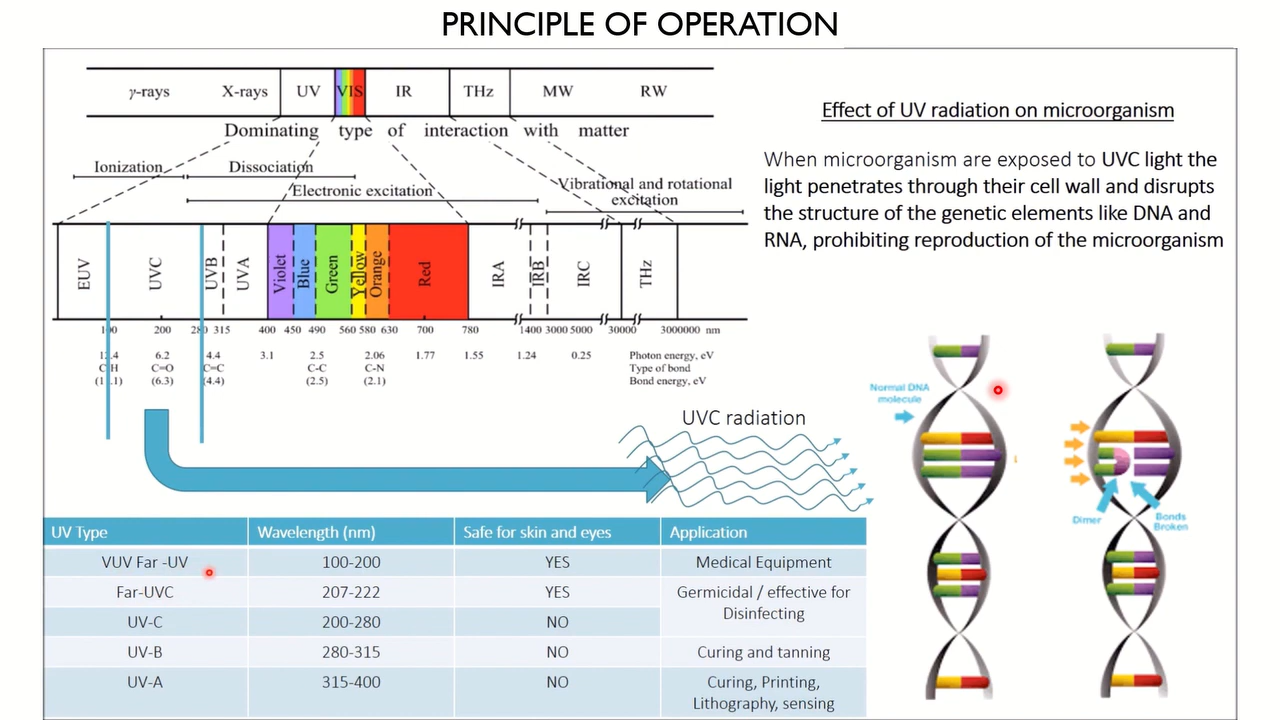 PRINCIPLE OF OPERATION
γ-rays X-rays UV VIS IR THz MW RW
Dominating type of interaction with matter
Ionization Dissociation
Electronic excitation
Vibrational and rotational
excitation
EUV UVC UVB UVA Violet Blue Green Yellow Orange Red IRA IRB IRC THz
100 200 280 315 400 450 490 560 580 630 700 780 1400 3000 5000 30000 3000000 nm
12.4 6.2 4.4 3.1 2.5 2.06 1.77 1.55 1.24 0.25 Photon energy, eV
C=O C=C C-C C-N Type of bond
(6.3) (4.4) (2.5) (2.1) Bond energy, eV
Effect of UV radiation on microorganism
When microorganism are exposed to UVC light the
light penetrates through their cell wall and disrupts
the structure of the genetic elements like DNA and
RNA, prohibiting reproduction of the microorganism
UVC radiation
Normal DNA
molecule
Dimer
Bonds
Broken
UV Type Wavelength (nm) Safe for skin and eyes Application
VUV Far -UV 100-200 YES Medical Equipment
Far-UVC 207-222 YES Germicidal / effective for
Disinfecting
UV-C 200-280 NO
UV-B 280-315 NO Curing and tanning
UV-A 315-400 NO Curing, Printing,
Lithography, sensing